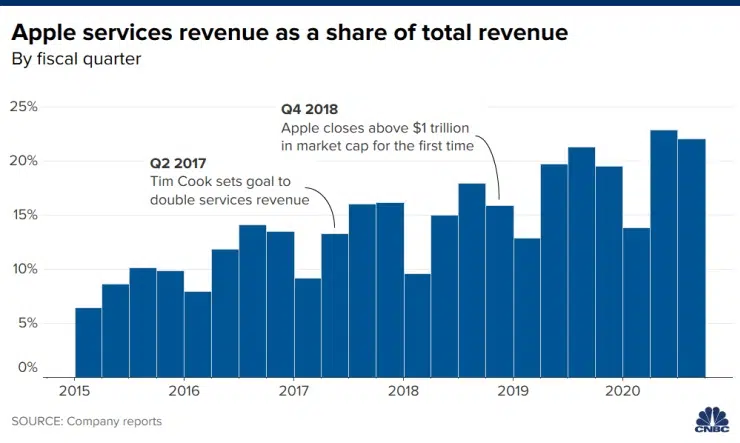 Apple services revenue as a share of total revenue
By fiscal quarter
25%
20%
15%
10%
5%
0%
Q4 2018
Apple closes above $1 trillion
in market cap for the first time
Q2 2017
Tim Cook sets goal to
double services revenue
2015
2016
2017
2018
2019
2020
SOURCE: Company reports
CNBC